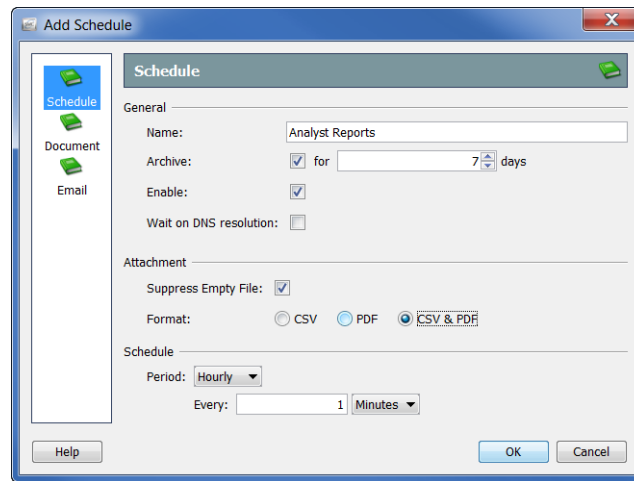 Add Schedule
X
Schedule
Document
Email
Schedule
General
Name: Analyst Reports
Archive: for 7 days
Enable:
Wait on DNS resolution:
Attachment
Suppress Empty File:
Format: CSV PDF CSV & PDF
Schedule
Period: Hourly
Every: 1 Minutes
Help OK Cancel